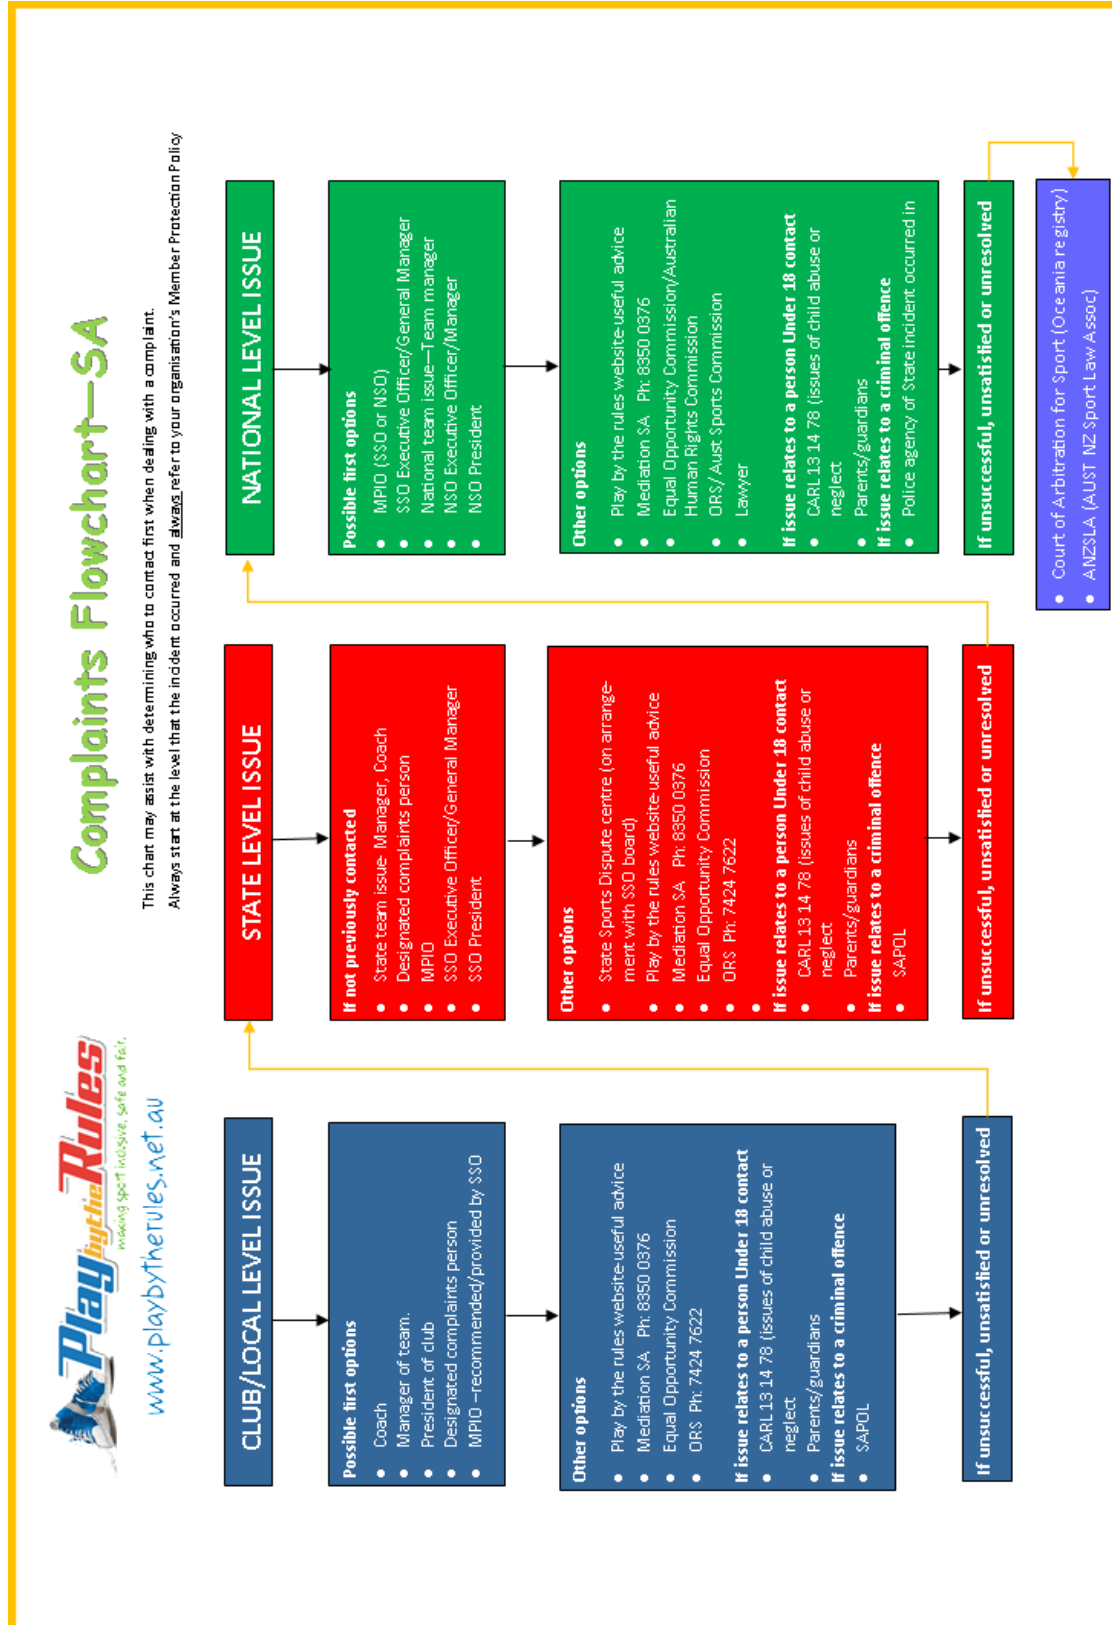 Play by the Rules
making sport inclusive, safe and fair.
www.playbytherules.net.au
Complaints Flowchart—SA
This chart may assist with determining who to contact first when dealing with a complaint.
Always start at the level that the incident occurred and always refer to your organisation's Member Protection Policy
CLUB/LOCAL LEVEL ISSUE
Possible first options
● Coach
● Manager of team.
● President of club
● Designated complaints person
● MPIO —recommended/provided by SSO
Other options
● Play by the rules website-useful advice
● Mediation SA Ph: 8350 0376
● Equal Opportunity Commission
● ORS Ph: 7424 7622
If issue relates to a person Under 18 contact
● CARL 13 14 78 (issues of child abuse or
neglect
● Parents/guardians
If issue relates to a criminal offence
● SAPOL
If unsuccessful, unsatisfied or unresolved
STATE LEVEL ISSUE
If not previously contacted
● State team issue- Manager, Coach
● Designated complaints person
● MPIO
● SSO Executive Officer/General Manager
● SSO President
Other options
● State Sports Dispute centre (on arrange-
ment with SSO board)
● Play by the rules website-useful advice
● Mediation SA Ph: 8350 0376
● Equal Opportunity Commission
● ORS Ph: 7424 7622
●
If issue relates to a person Under 18 contact
● CARL 13 14 78 (issues of child abuse or
neglect
● Parents/guardians
If issue relates to a criminal offence
● SAPOL
If unsuccessful, unsatisfied or unresolved
NATIONAL LEVEL ISSUE
Possible first options
● MPIO (SSO or NSO)
● SSO Executive Officer/General Manager
● National team issue—Team manager
● NSO Executive Officer/Manager
● NSO President
Other options
● Play by the rules website-useful advice
● Mediation SA Ph: 8350 0376
● Equal Opportunity Commission/Australian
Human Rights Commission
● ORS/Aust Sports Commission
● Lawyer
If issue relates to a person Under 18 contact
● CARL 13 14 78 (issues of child abuse or
neglect
● Parents/guardians
If issue relates to a criminal offence
● Police agency of State incident occurred in
If unsuccessful, unsatisfied or unresolved
● Court of Arbitration for Sport (Oceania registry)
● ANZSLA (AUST NZ Sport Law Assoc)